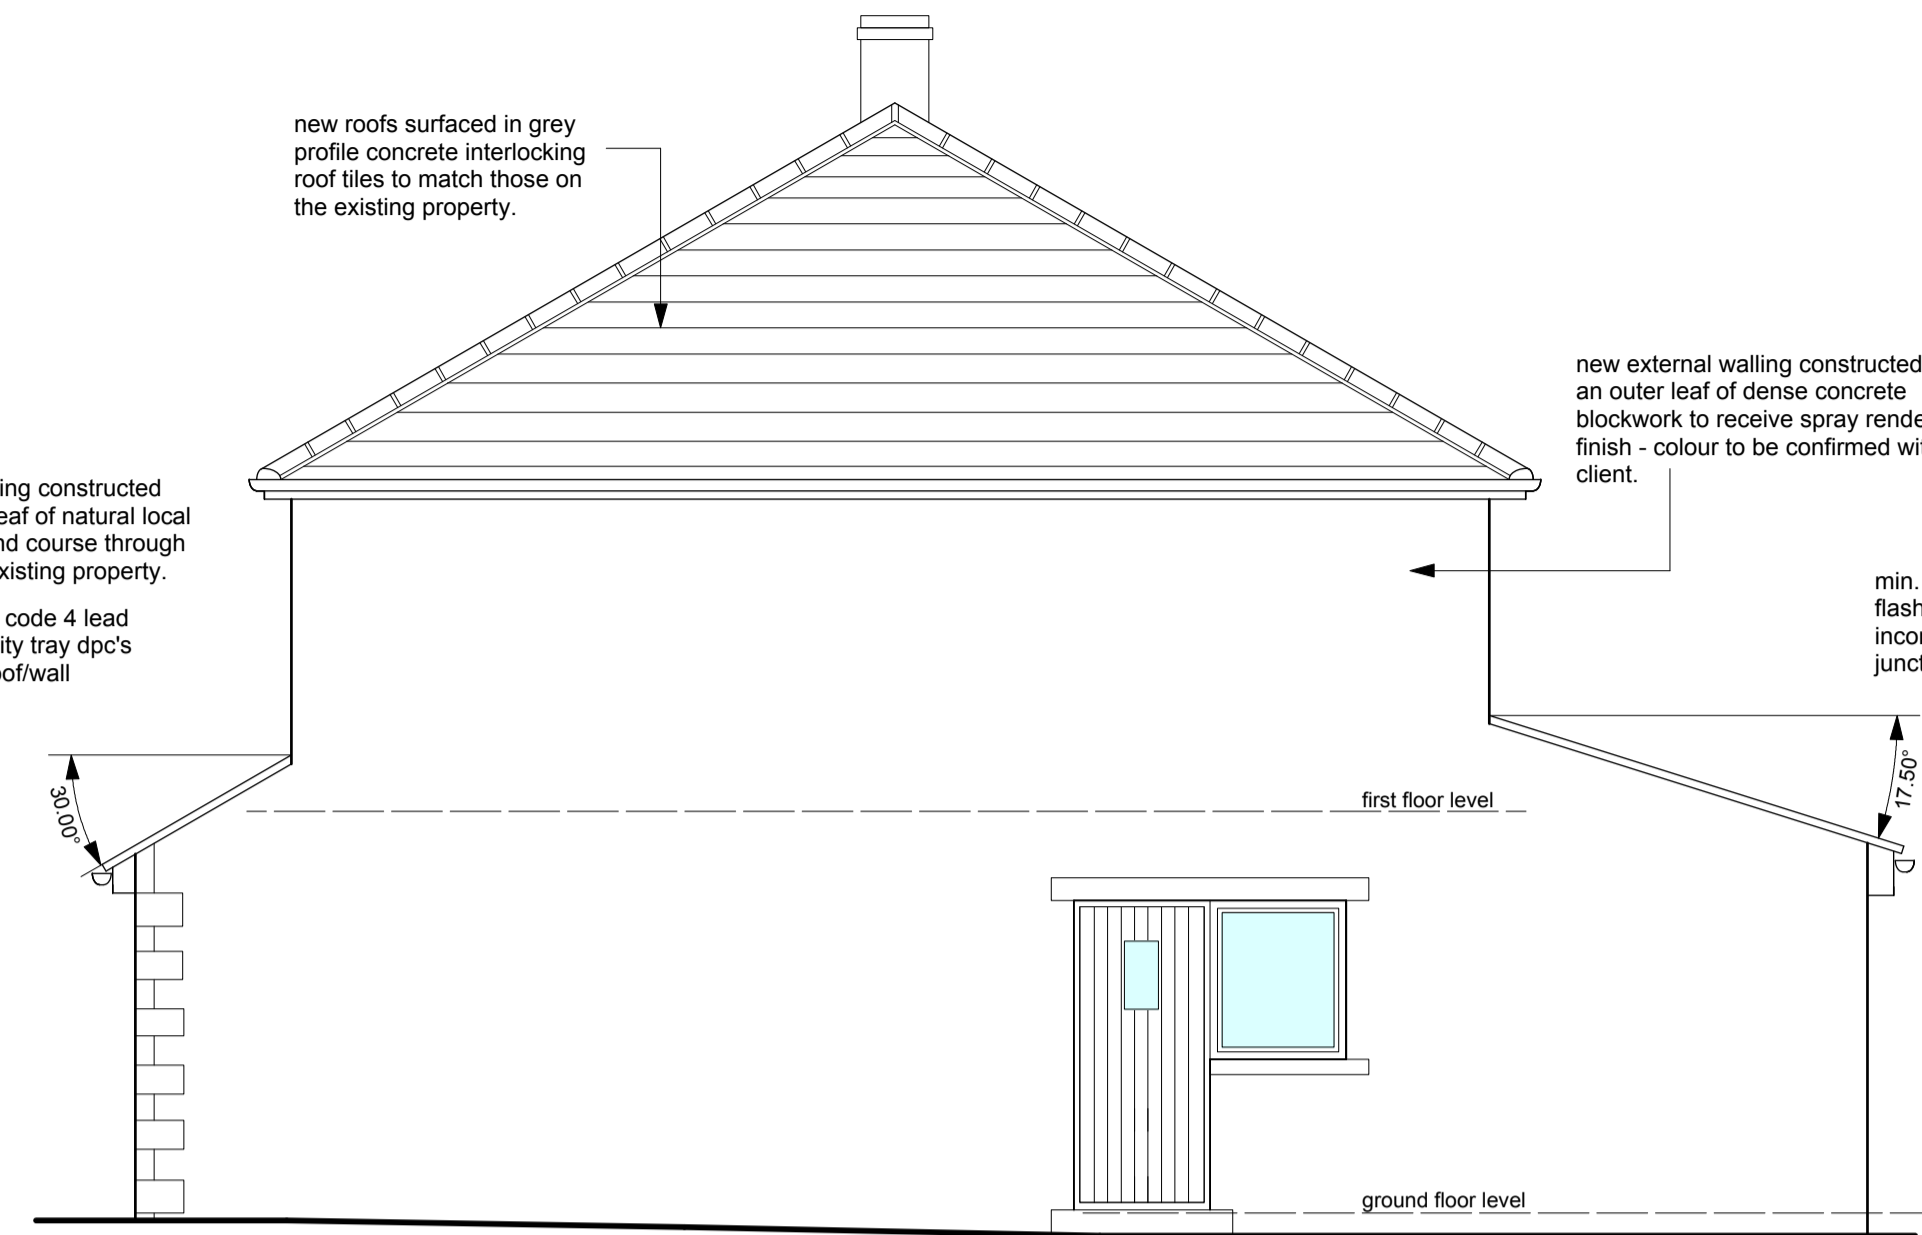 new roofs surfaced in grey
profile concrete interlocking
roof tiles to match those on
the existing property.
new external walling constructed
an outer leaf of dense concrete
blockwork to receive spray rende
finish - colour to be confirmed wit
client.
ing constructed
eaf of natural local
nd course through
xisting property.
code 4 lead
ity tray dpc's
oof/wall
min.
flash
incor
junct
30.00°
17.50°
first floor level
ground floor level